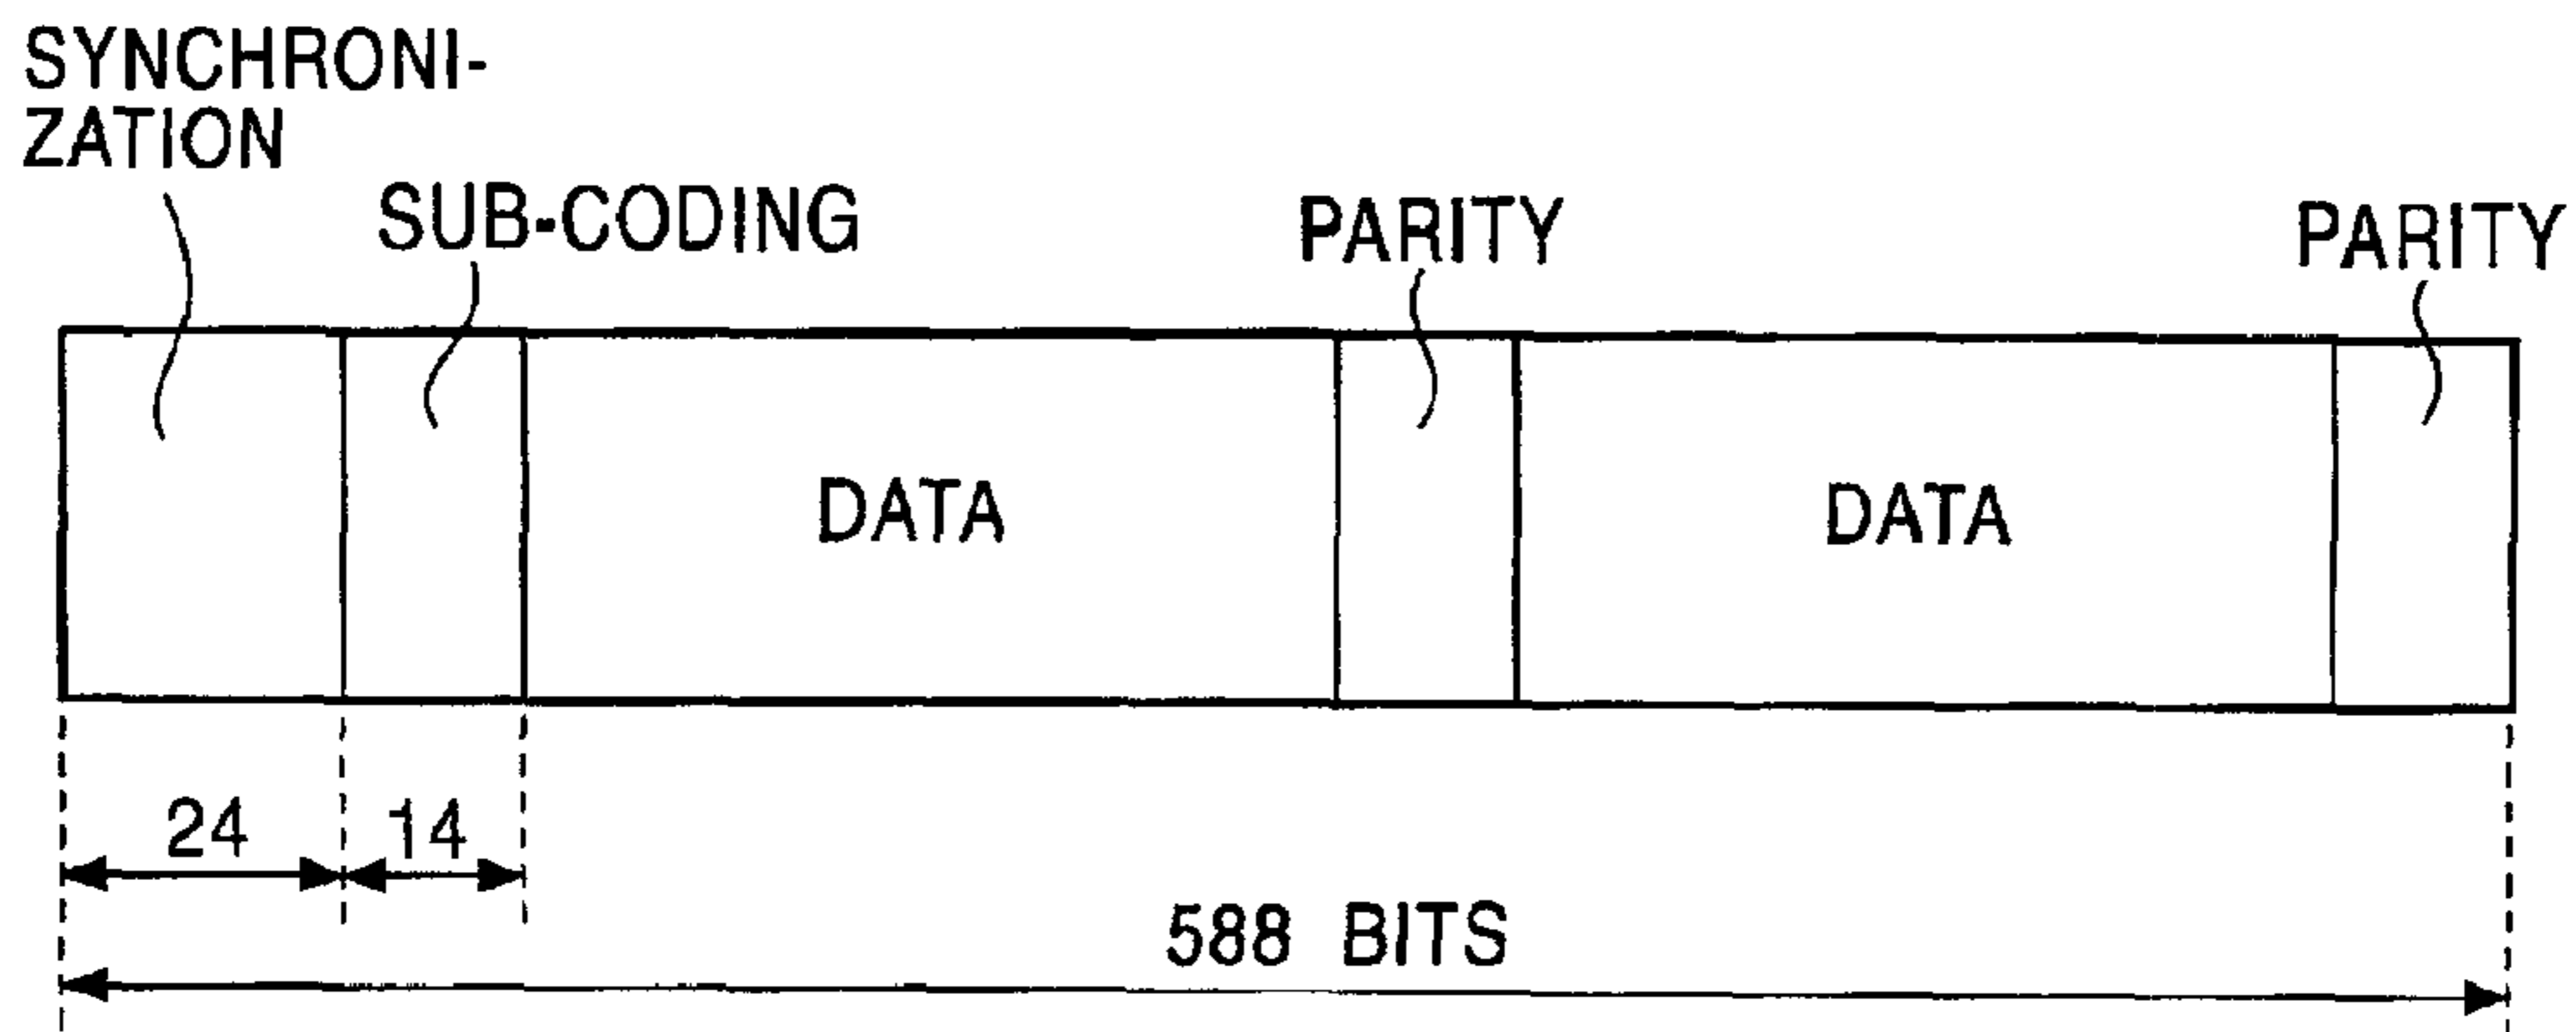 SYNCHRONI-
ZATION
SUB-CODING
PARITY
PARITY
DATA
DATA
24
14
588 BITS